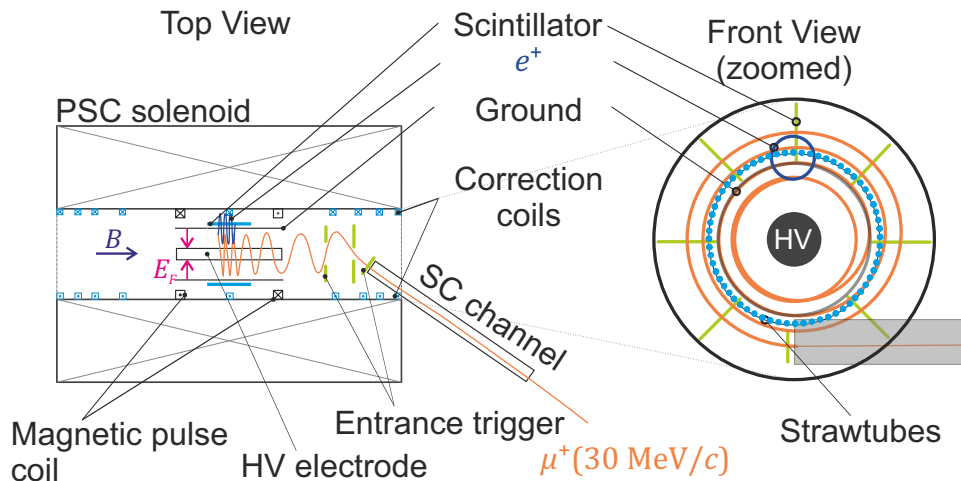 Top View
Scintillator
e⁺
Ground
Front View
(zoomed)
PSC solenoid
Correction
coils
B
E_F
HV
SC channel
Magnetic pulse
coil
HV electrode
Entrance trigger
μ⁺(30 MeV/c)
Strawtubes